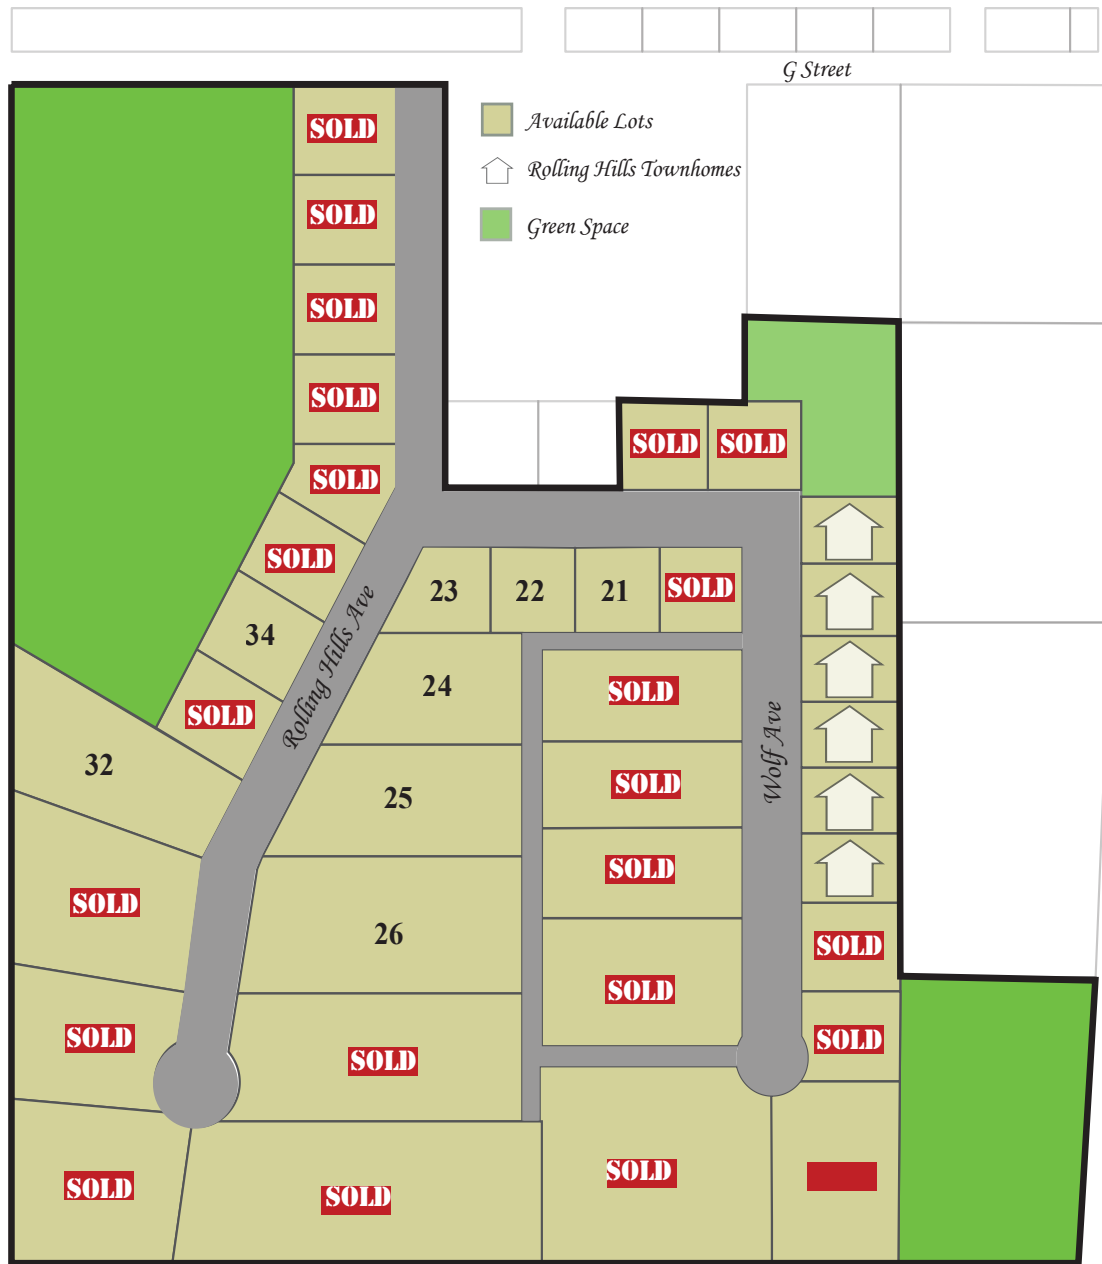 G Street
Available Lots
Rolling Hills Townhomes
Green Space
SOLD
SOLD
SOLD
SOLD
SOLD
SOLD
34
SOLD
32
SOLD
SOLD
SOLD
Rolling Hills Ave
SOLD SOLD
23 22 21 SOLD
24
25
26
SOLD
SOLD
SOLD
SOLD
SOLD
SOLD
SOLD
Wolf Ave
SOLD
SOLD